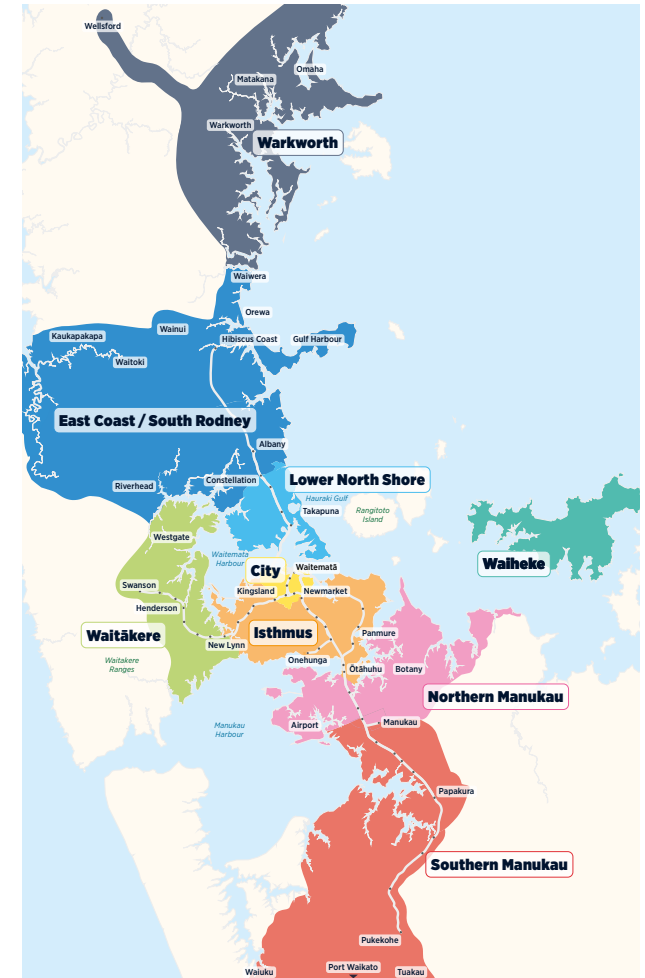 Wellsford
Omaha
Matakana
Warkworth
Warkworth
Waiwera
Orewa
Wainui
Kaukapakapa
Hibiscus Coast
Gulf Harbour
Waitoki
East Coast / South Rodney
Albany
Constellation
Lower North Shore
Riverhead
Hauraki Gulf
Takapuna
Rangitoto
Island
Westgate
Waitemata
Harbour
City
Waitematā
Waiheke
Swanson
Kingsland
Newmarket
Henderson
Waitākere
Isthmus
Panmure
New Lynn
Onehunga
Waitakere
Ranges
Ōtāhuhu
Botany
Northern Manukau
Airport
Manukau
Manukau
Harbour
Papakura
Southern Manukau
Pukekohe
Waiuku
Port Waikato
Tuakau